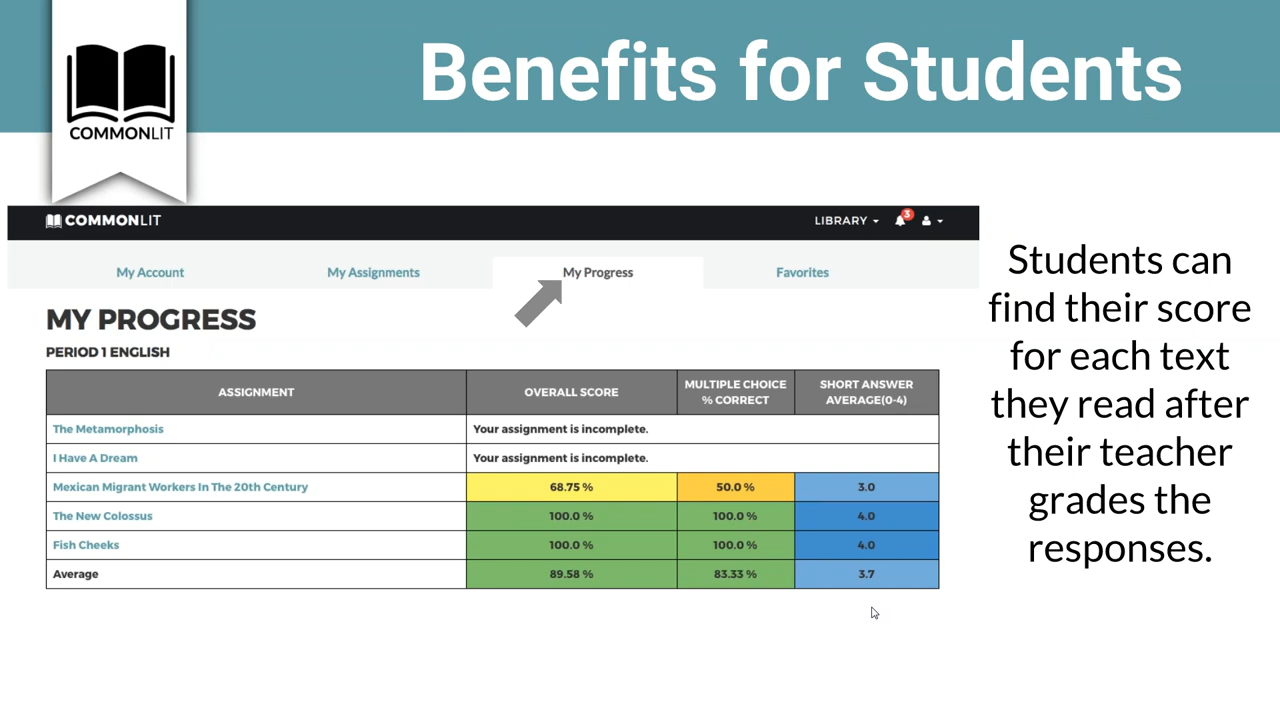 Benefits for Students
COMMONLIT
COMMONLIT
LIBRARY
3
My Account
My Assignments
My Progress
Favorites
MY PROGRESS
PERIOD 1 ENGLISH
ASSIGNMENT
OVERALL SCORE
MULTIPLE CHOICE
% CORRECT
SHORT ANSWER
AVERAGE(0-4)
The Metamorphosis
Your assignment is incomplete.
I Have A Dream
Your assignment is incomplete.
Mexican Migrant Workers In The 20th Century
68.75 %
50.0 %
3.0
The New Colossus
100.0 %
100.0 %
4.0
Fish Cheeks
100.0 %
100.0 %
4.0
Average
89.58 %
83.33 %
3.7
Students can
find their score
for each text
they read after
their teacher
grades the
responses.